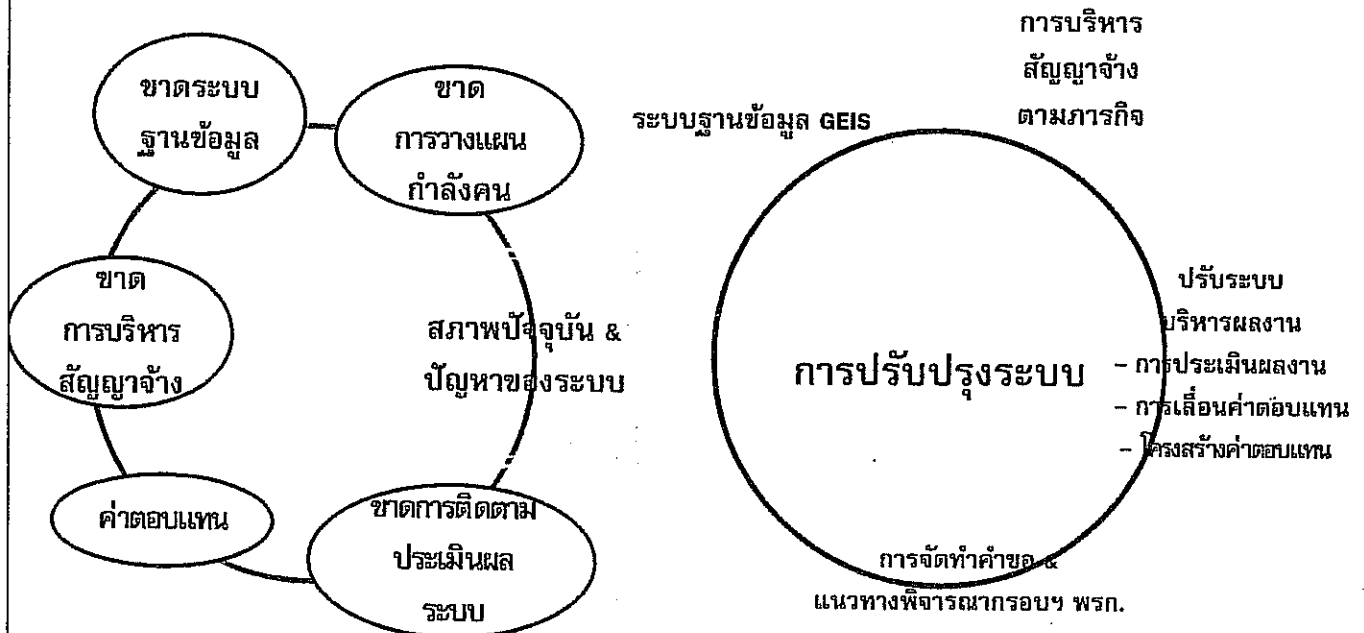 ขาดระบบ
ฐานข้อมูล
ขาด
การวางแผน
กำลังคน
ขาด
การบริหาร
สัญญาจ้าง
สภาพปัจจุบัน &
ปัญหาของระบบ
ค่าตอบแทน
ขาดการติดตาม
ประเมินผล
ระบบ
ระบบฐานข้อมูล GEIS
การบริหาร
สัญญาจ้าง
ตามภารกิจ
การปรับปรุงระบบ
ปรับระบบ
บริหารผลงาน
– การประเมินผลงาน
– การเลื่อนค่าตอบแทน
– โครงสร้างค่าตอบแทน
การจัดทำคำขอ &
แนวทางพิจารณากรอบฯ พรก.